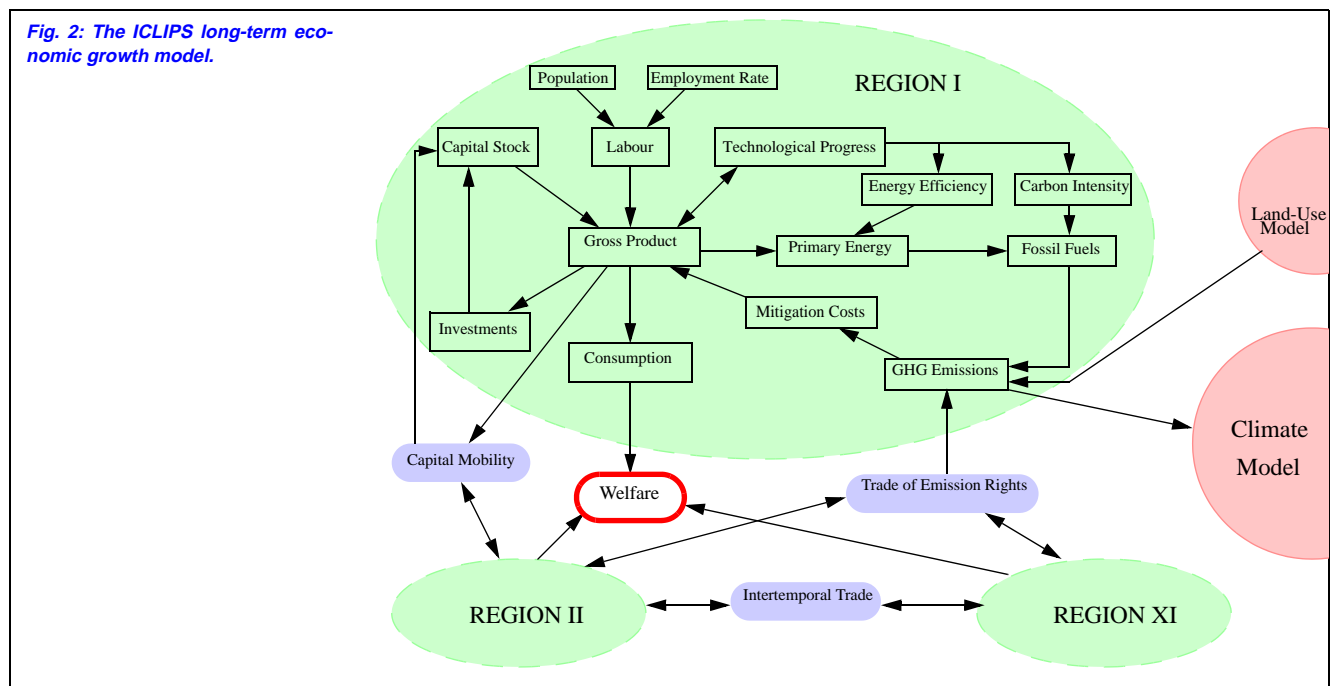 Fig. 2: The ICLIPS long-term eco-
nomic growth model.
Population
Employment Rate
REGION I
Capital Stock
Labour
Technological Progress
Energy Efficiency
Carbon Intensity
Land-Use
Model
Gross Product
Primary Energy
Fossil Fuels
Investments
Mitigation Costs
Consumption
GHG Emissions
Climate
Model
Capital Mobility
Welfare
Trade of Emission Rights
REGION II
Intertemporal Trade
REGION XI